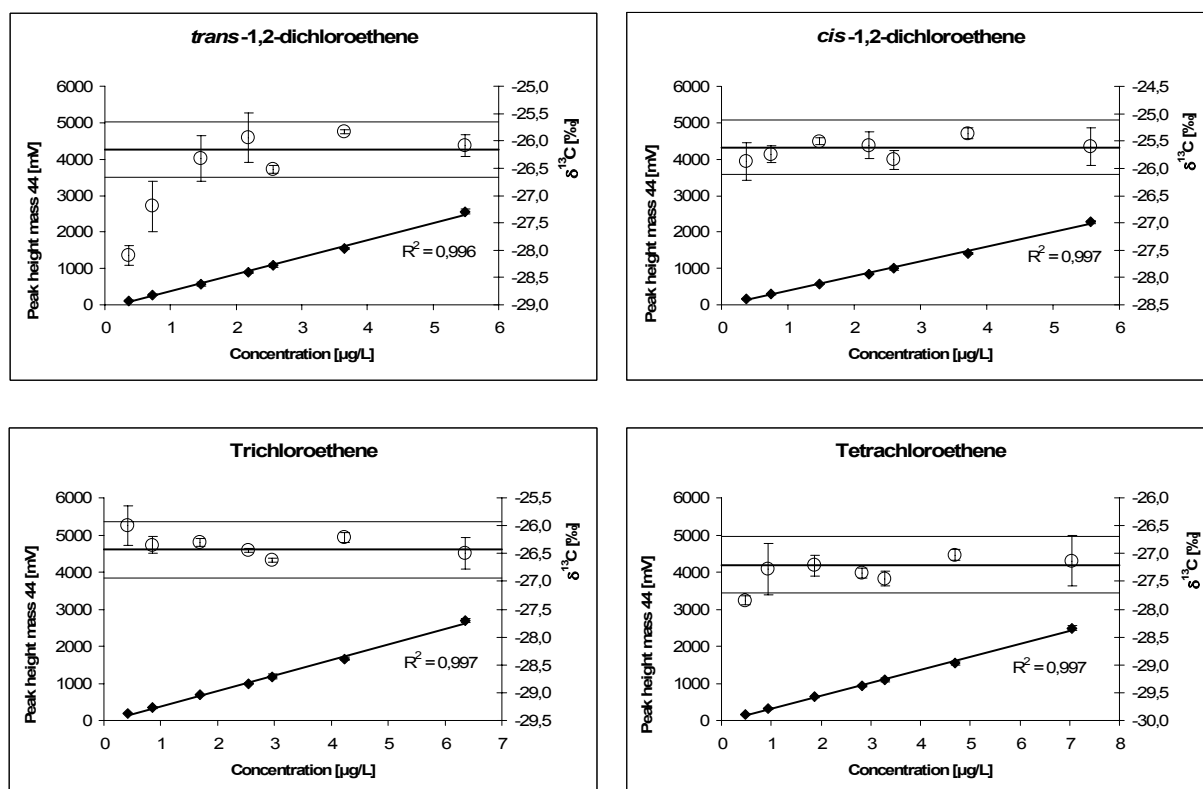 trans-1,2-dichloroethene
6000
5000
4000
3000
2000
1000
0
Peak height mass 44 [mV]
-25,0
-25,5
-26,0
-26,5
-27,0
-27,5
-28,0
-28,5
-29,0
δ13C [‰]
R2 = 0,996
0 1 2 3 4 5 6
Concentration [µg/L]
cis-1,2-dichloroethene
6000
5000
4000
3000
2000
1000
0
Peak height mass 44 [mV]
-24,5
-25,0
-25,5
-26,0
-26,5
-27,0
-27,5
-28,0
-28,5
δ13C [‰]
R2 = 0,997
0 1 2 3 4 5 6
Concentration [µg/L]
Trichloroethene
6000
5000
4000
3000
2000
1000
0
Peak height mass 44 [mV]
-25,5
-26,0
-26,5
-27,0
-27,5
-28,0
-28,5
-29,0
-29,5
δ13C [‰]
R2 = 0,997
0 1 2 3 4 5 6 7
Concentration [µg/L]
Tetrachloroethene
6000
5000
4000
3000
2000
1000
0
Peak height mass 44 [mV]
-26,0
-26,5
-27,0
-27,5
-28,0
-28,5
-29,0
-29,5
-30,0
δ13C [‰]
R2 = 0,997
0 1 2 3 4 5 6 7 8
Concentration [µg/L]